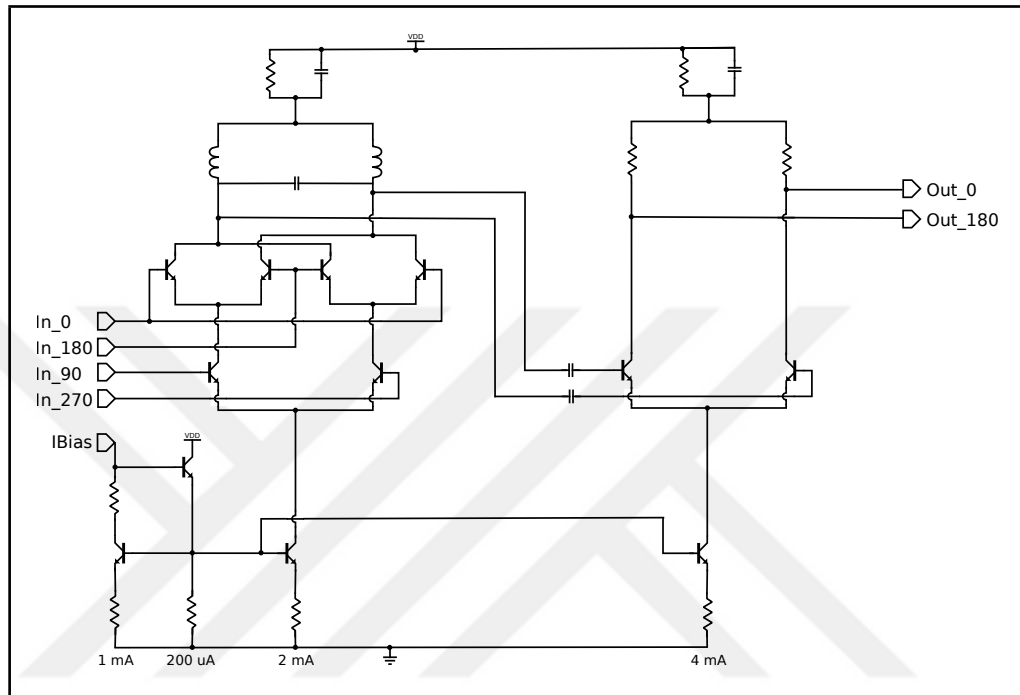 VDD
Out_0
Out_180
In_0
In_180
In_90
In_270
IBias
VDD
1 mA
200 uA
2 mA
4 mA